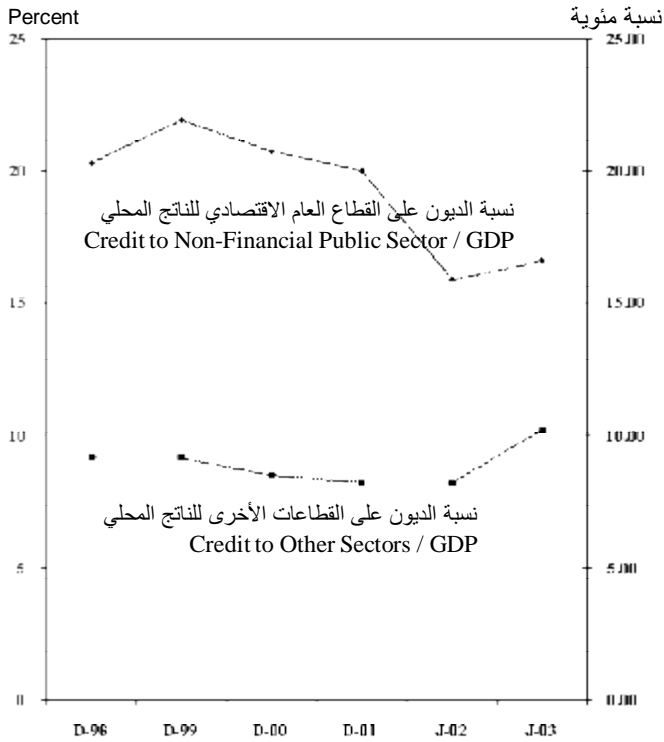 Percent نسبة مئوية
25 25.00
20 20.00
نسبة الديون على القطاع العام الاقتصادي للناتج المحلي
Credit to Non-Financial Public Sector / GDP
15 15.00
10 10.00
نسبة الديون على القطاعات الأخرى للناتج المحلي
Credit to Other Sectors / GDP
5 5.00
0 0.00
D-98 D-99 D-00 D-01 J-02 J-03